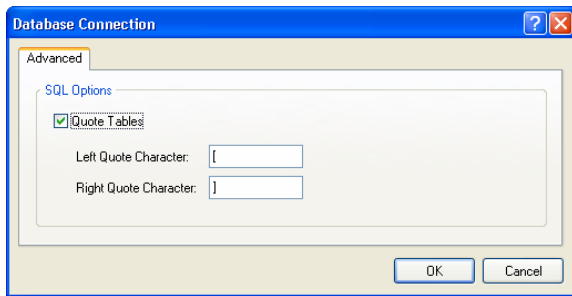 Database Connection
Advanced
SQL Options
Quote Tables
Left Quote Character: [
Right Quote Character: ]
OK Cancel